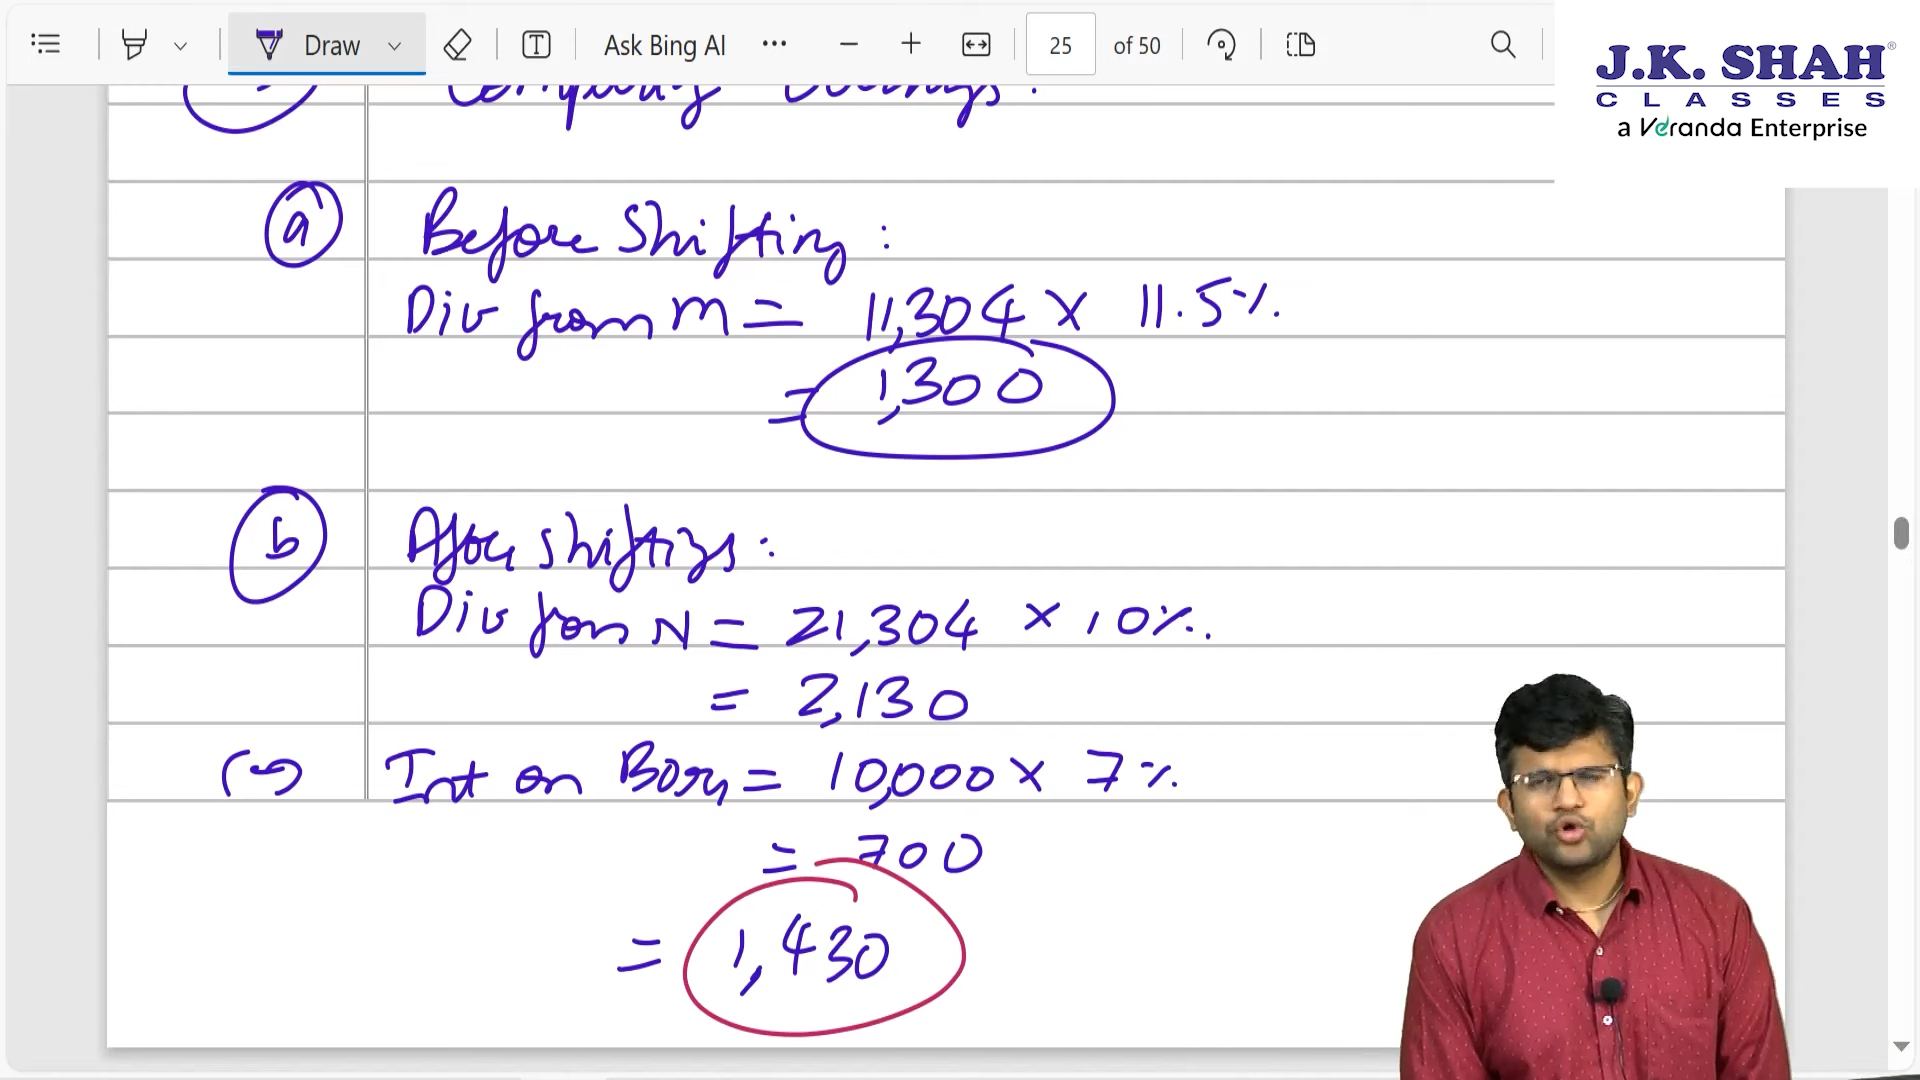 Draw
Ask Bing AI
25 of 50
J.K. SHAH®
CLASSES
a Veranda Enterprise
Computing Earnings :
a Before Shifting :
Div from M = 11,304 × 11.5%
= 1,300
b After Shifting :
Div from N = 21,304 × 10%.
= 2,130
(-) Int on Borr = 10,000 × 7%
= 700
= 1,430